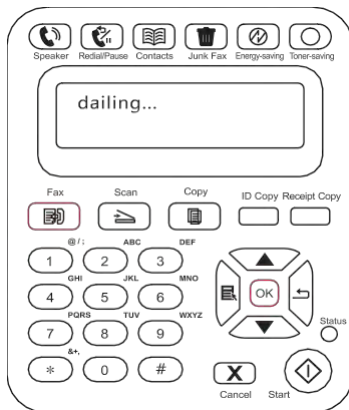 Speaker Redial/Pause Contacts Junk Fax Energy-saving Toner-saving
dailing...
Fax Scan Copy ID Copy Receipt Copy
@ / : ABC DEF
1 2 3
GHI JKL MNO
4 5 6 OK
PQRS TUV WXYZ
7 8 9 Status
&+,
* 0 # X
Cancel Start